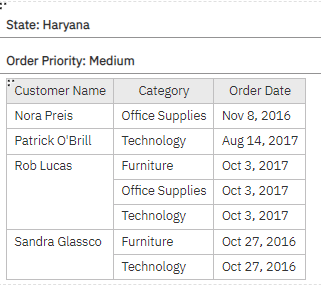 State: Haryana
Order Priority: Medium
Customer Name Category Order Date
Nora Preis Office Supplies Nov 8, 2016
Patrick O'Brill Technology Aug 14, 2017
Rob Lucas Furniture Oct 3, 2017
Office Supplies Oct 3, 2017
Technology Oct 3, 2017
Sandra Glassco Furniture Oct 27, 2016
Technology Oct 27, 2016